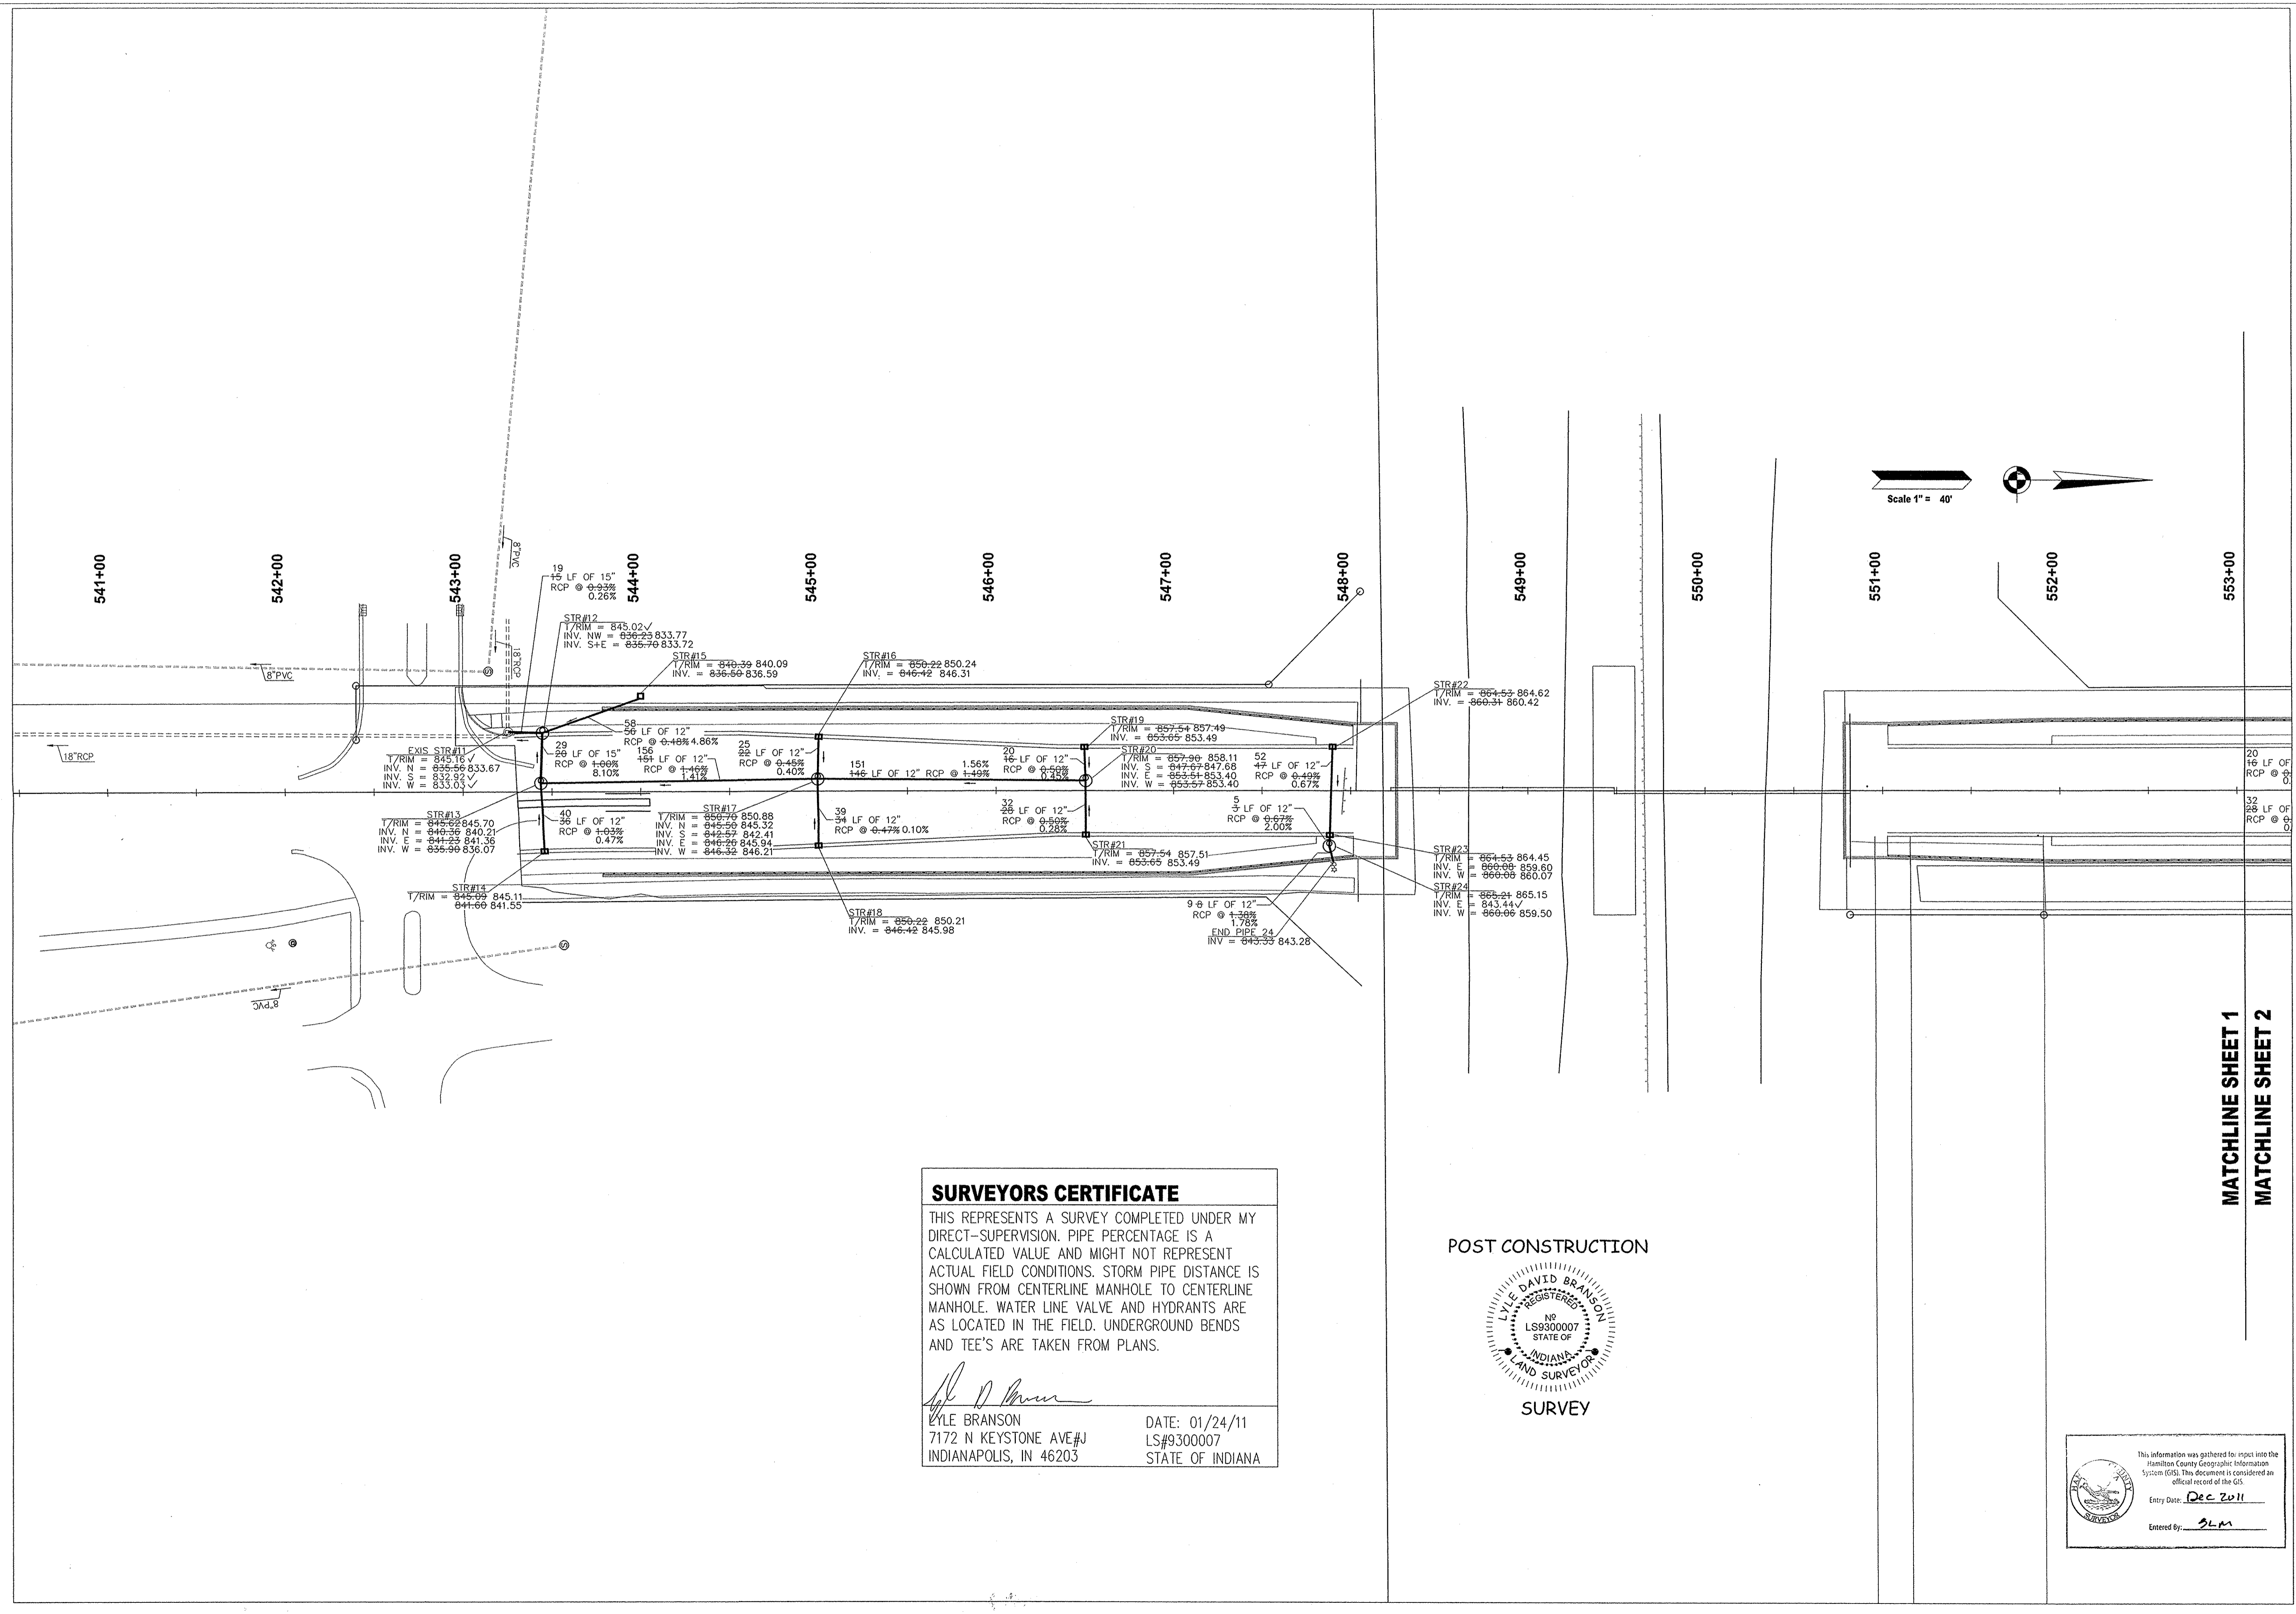 541+00
542+00
543+00
544+00
545+00
546+00
547+00
548+00
549+00
550+00
551+00
552+00
553+00
Scale 1" = 40'
8"PVC
18"RCP
8"PVC
18"RCP
8"PVC
19
15 LF OF 15"
RCP @ 0.93%
0.26%
STR#12
T/RIM = 845.02✓
INV. NW = 836.23 833.77
INV. S+E = 835.70 833.72
STR#15
T/RIM = 840.39 840.09
INV. = 836.50 836.59
STR#16
T/RIM = 850.22 850.24
INV. = 846.42 846.31
58
56 LF OF 12"
RCP @ 0.48% 4.86%
EXIS STR#11
T/RIM = 845.16✓
INV. N = 835.56 833.67
INV. S = 832.92✓
INV. W = 833.03✓
29
20 LF OF 15"
RCP @ 1.00%
8.10%
156
151 LF OF 12"
RCP @ 1.46%
1.41%
25
22 LF OF 12"
RCP @ 0.45%
0.40%
151 1.56%
146 LF OF 12" RCP @ 1.49%
20
16 LF OF 12"
RCP @ 0.50%
0.45%
STR#19
T/RIM = 857.54 857.49
INV. = 853.65 853.49
STR#20
T/RIM = 857.90 858.11
INV. S = 847.67 847.68
INV. E = 853.51 853.40
INV. W = 853.57 853.40
52
47 LF OF 12"
RCP @ 0.49%
0.67%
STR#22
T/RIM = 864.53 864.62
INV. = 860.31 860.42
STR#13
T/RIM = 845.62 845.70
INV. N = 840.36 840.21
INV. E = 841.23 841.36
INV. W = 835.90 836.07
40
36 LF OF 12"
RCP @ 1.03%
0.47%
STR#17
T/RIM = 850.70 850.88
INV. N = 845.50 845.32
INV. S = 842.57 842.41
INV. E = 846.26 845.94
INV. W = 846.32 846.21
39
34 LF OF 12"
RCP @ 0.47% 0.10%
32
28 LF OF 12"
RCP @ 0.50%
0.28%
5
3 LF OF 12"
RCP @ 0.67%
2.00%
STR#21
T/RIM = 857.54 857.51
INV. = 853.65 853.49
STR#23
T/RIM = 864.53 864.45
INV. E = 860.08 859.60
INV. W = 860.08 860.07
STR#24
T/RIM = 865.21 865.15
INV. E = 843.44✓
INV. W = 860.06 859.50
STR#14
T/RIM = 845.09 845.11
841.60 841.55
STR#18
T/RIM = 850.22 850.21
INV. = 846.42 845.98
9 8 LF OF 12"
RCP @ 1.38%
1.78%
END PIPE 24
INV = 843.33 843.28
20
16 LF OF
RCP @ 0.
0.
32
28 LF OF
RCP @ 0.
0.
MATCHLINE SHEET 1
MATCHLINE SHEET 2
SURVEYORS CERTIFICATE
THIS REPRESENTS A SURVEY COMPLETED UNDER MY
DIRECT-SUPERVISION. PIPE PERCENTAGE IS A
CALCULATED VALUE AND MIGHT NOT REPRESENT
ACTUAL FIELD CONDITIONS. STORM PIPE DISTANCE IS
SHOWN FROM CENTERLINE MANHOLE TO CENTERLINE
MANHOLE. WATER LINE VALVE AND HYDRANTS ARE
AS LOCATED IN THE FIELD. UNDERGROUND BENDS
AND TEE'S ARE TAKEN FROM PLANS.
LYLE BRANSON
7172 N KEYSTONE AVE#J
INDIANAPOLIS, IN 46203
DATE: 01/24/11
LS#9300007
STATE OF INDIANA
POST CONSTRUCTION
LYLE DAVID BRANSON
REGISTERED
Nº
LS9300007
STATE OF
INDIANA
LAND SURVEYOR
SURVEY
This information was gathered for input into the
Hamilton County Geographic Information
System (GIS). This document is considered an
official record of the GIS.
Entry Date: Dec 2011
Entered By: SLM
SURVEYOR